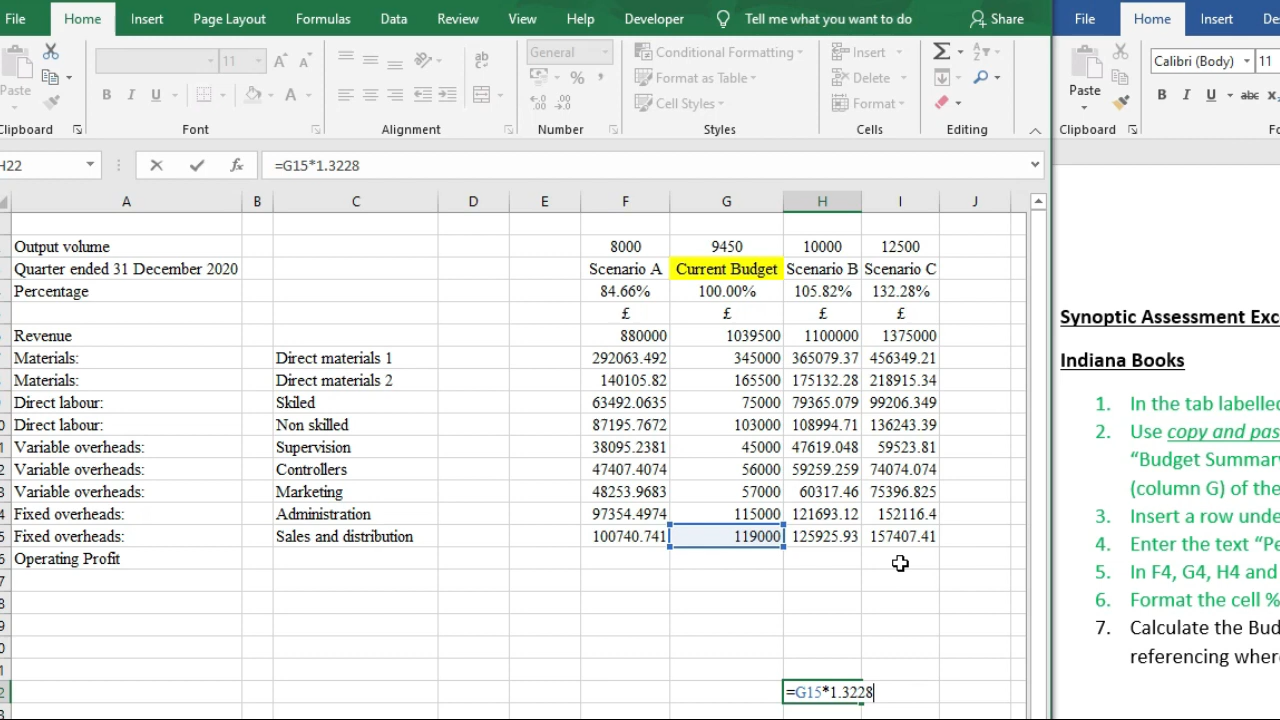 File Home Insert Page Layout Formulas Data Review View Help Developer Tell me what you want to do Share File Home Insert
General Conditional Formatting Insert Calibri (Body) 11
11 Format as Table Delete
Paste B I U % Cell Styles Format Paste B I U abc
Clipboard Font Alignment Number Styles Cells Editing Clipboard
H22 fx =G15*1.3228
A B C D E F G H I J
Output volume 8000 9450 10000 12500
Quarter ended 31 December 2020 Scenario A Current Budget Scenario B Scenario C
Percentage 84.66% 100.00% 105.82% 132.28%
£ £ £ £
Revenue 880000 1039500 1100000 1375000
Materials: Direct materials 1 292063.492 345000 365079.37 456349.21
Materials: Direct materials 2 140105.82 165500 175132.28 218915.34
Direct labour: Skiled 63492.0635 75000 79365.079 99206.349
Direct labour: Non skilled 87195.7672 103000 108994.71 136243.39
Variable overheads: Supervision 38095.2381 45000 47619.048 59523.81
Variable overheads: Controllers 47407.4074 56000 59259.259 74074.074
Variable overheads: Marketing 48253.9683 57000 60317.46 75396.825
Fixed overheads: Administration 97354.4974 115000 121693.12 152116.4
Fixed overheads: Sales and distribution 100740.741 119000 125925.93 157407.41
Operating Profit
=G15*1.3228
Synoptic Assessment Exc
Indiana Books
1. In the tab labelled
2. Use copy and pas
“Budget Summary
(column G) of the
3. Insert a row unde
4. Enter the text “Pe
5. In F4, G4, H4 and
6. Format the cell %
7. Calculate the Bud
referencing where